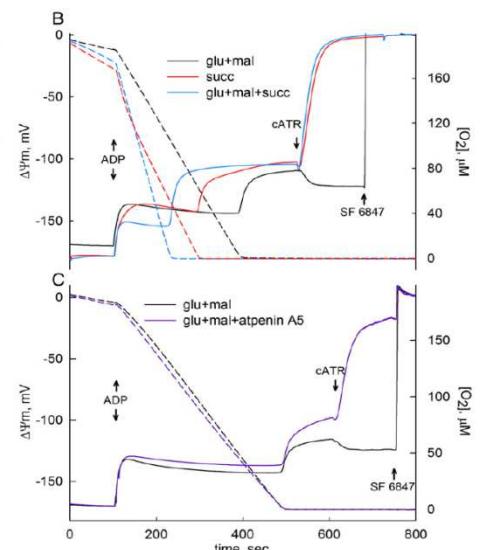 B
0
-50
-100
-150
ΔΨm, mV
glu+mal
succ
glu+mal+succ
ADP
cATR
SF 6847
160
120
80
40
0
[O2], μM
C
0
-50
-100
-150
ΔΨm, mV
glu+mal
glu+mal+atpenin A5
ADP
cATR
SF 6847
150
100
50
0
[O2], μM
0 200 400 600 800
time, sec